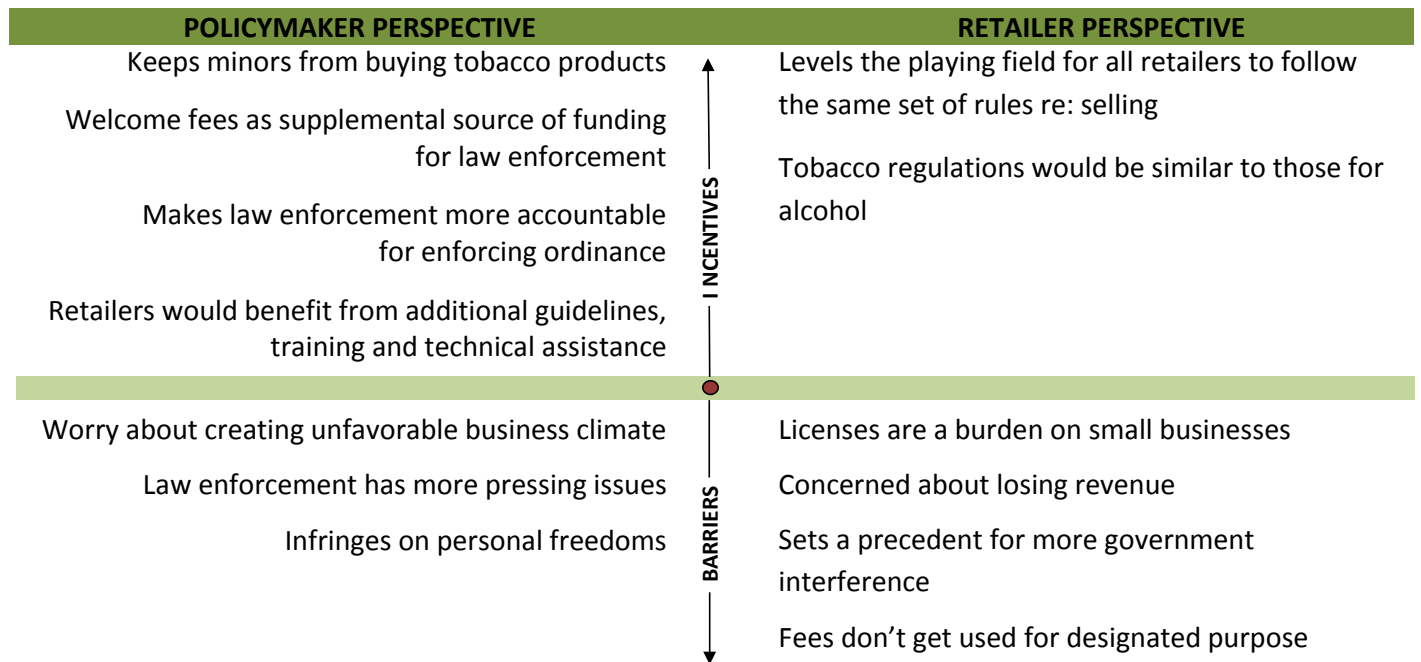 POLICYMAKER PERSPECTIVE
RETAILER PERSPECTIVE
Keeps minors from buying tobacco products
Welcome fees as supplemental source of funding
for law enforcement
Makes law enforcement more accountable
for enforcing ordinance
Retailers would benefit from additional guidelines,
training and technical assistance
I NCENTIVES
Levels the playing field for all retailers to follow
the same set of rules re: selling
Tobacco regulations would be similar to those for
alcohol
Worry about creating unfavorable business climate
Law enforcement has more pressing issues
Infringes on personal freedoms
BARRIERS
Licenses are a burden on small businesses
Concerned about losing revenue
Sets a precedent for more government
interference
Fees don’t get used for designated purpose